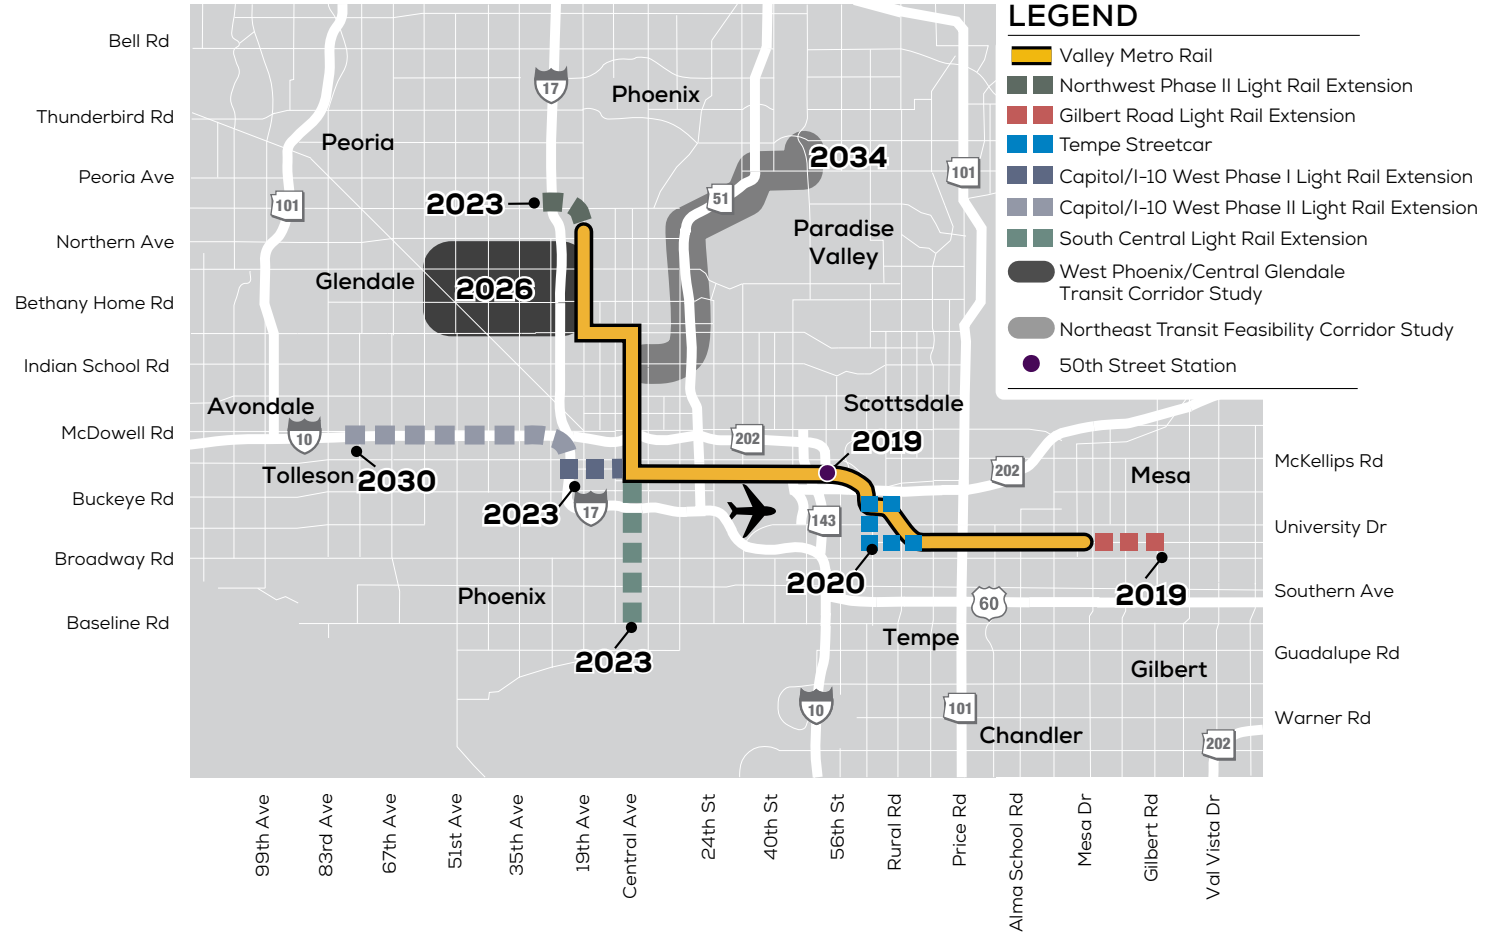 LEGEND
Valley Metro Rail
Northwest Phase II Light Rail Extension
Gilbert Road Light Rail Extension
Tempe Streetcar
Capitol/I-10 West Phase I Light Rail Extension
Capitol/I-10 West Phase II Light Rail Extension
South Central Light Rail Extension
West Phoenix/Central Glendale
Transit Corridor Study
Northeast Transit Feasibility Corridor Study
50th Street Station
Bell Rd
Thunderbird Rd
Peoria Ave
Northern Ave
Bethany Home Rd
Indian School Rd
McDowell Rd
Buckeye Rd
Broadway Rd
Baseline Rd
17
Phoenix
Peoria
2034
101
51
101
2023
Paradise
Valley
Glendale
2026
Avondale
Scottsdale
10
202
2019
Tolleson
2030
202
Mesa
2023
17
143
2020
2019
Phoenix
60
Tempe
2023
Gilbert
10
101
Chandler
202
McKellips Rd
University Dr
Southern Ave
Guadalupe Rd
Warner Rd
99th Ave
83rd Ave
67th Ave
51st Ave
35th Ave
19th Ave
Central Ave
24th St
40th St
56th St
Rural Rd
Price Rd
Alma School Rd
Mesa Dr
Gilbert Rd
Val Vista Dr